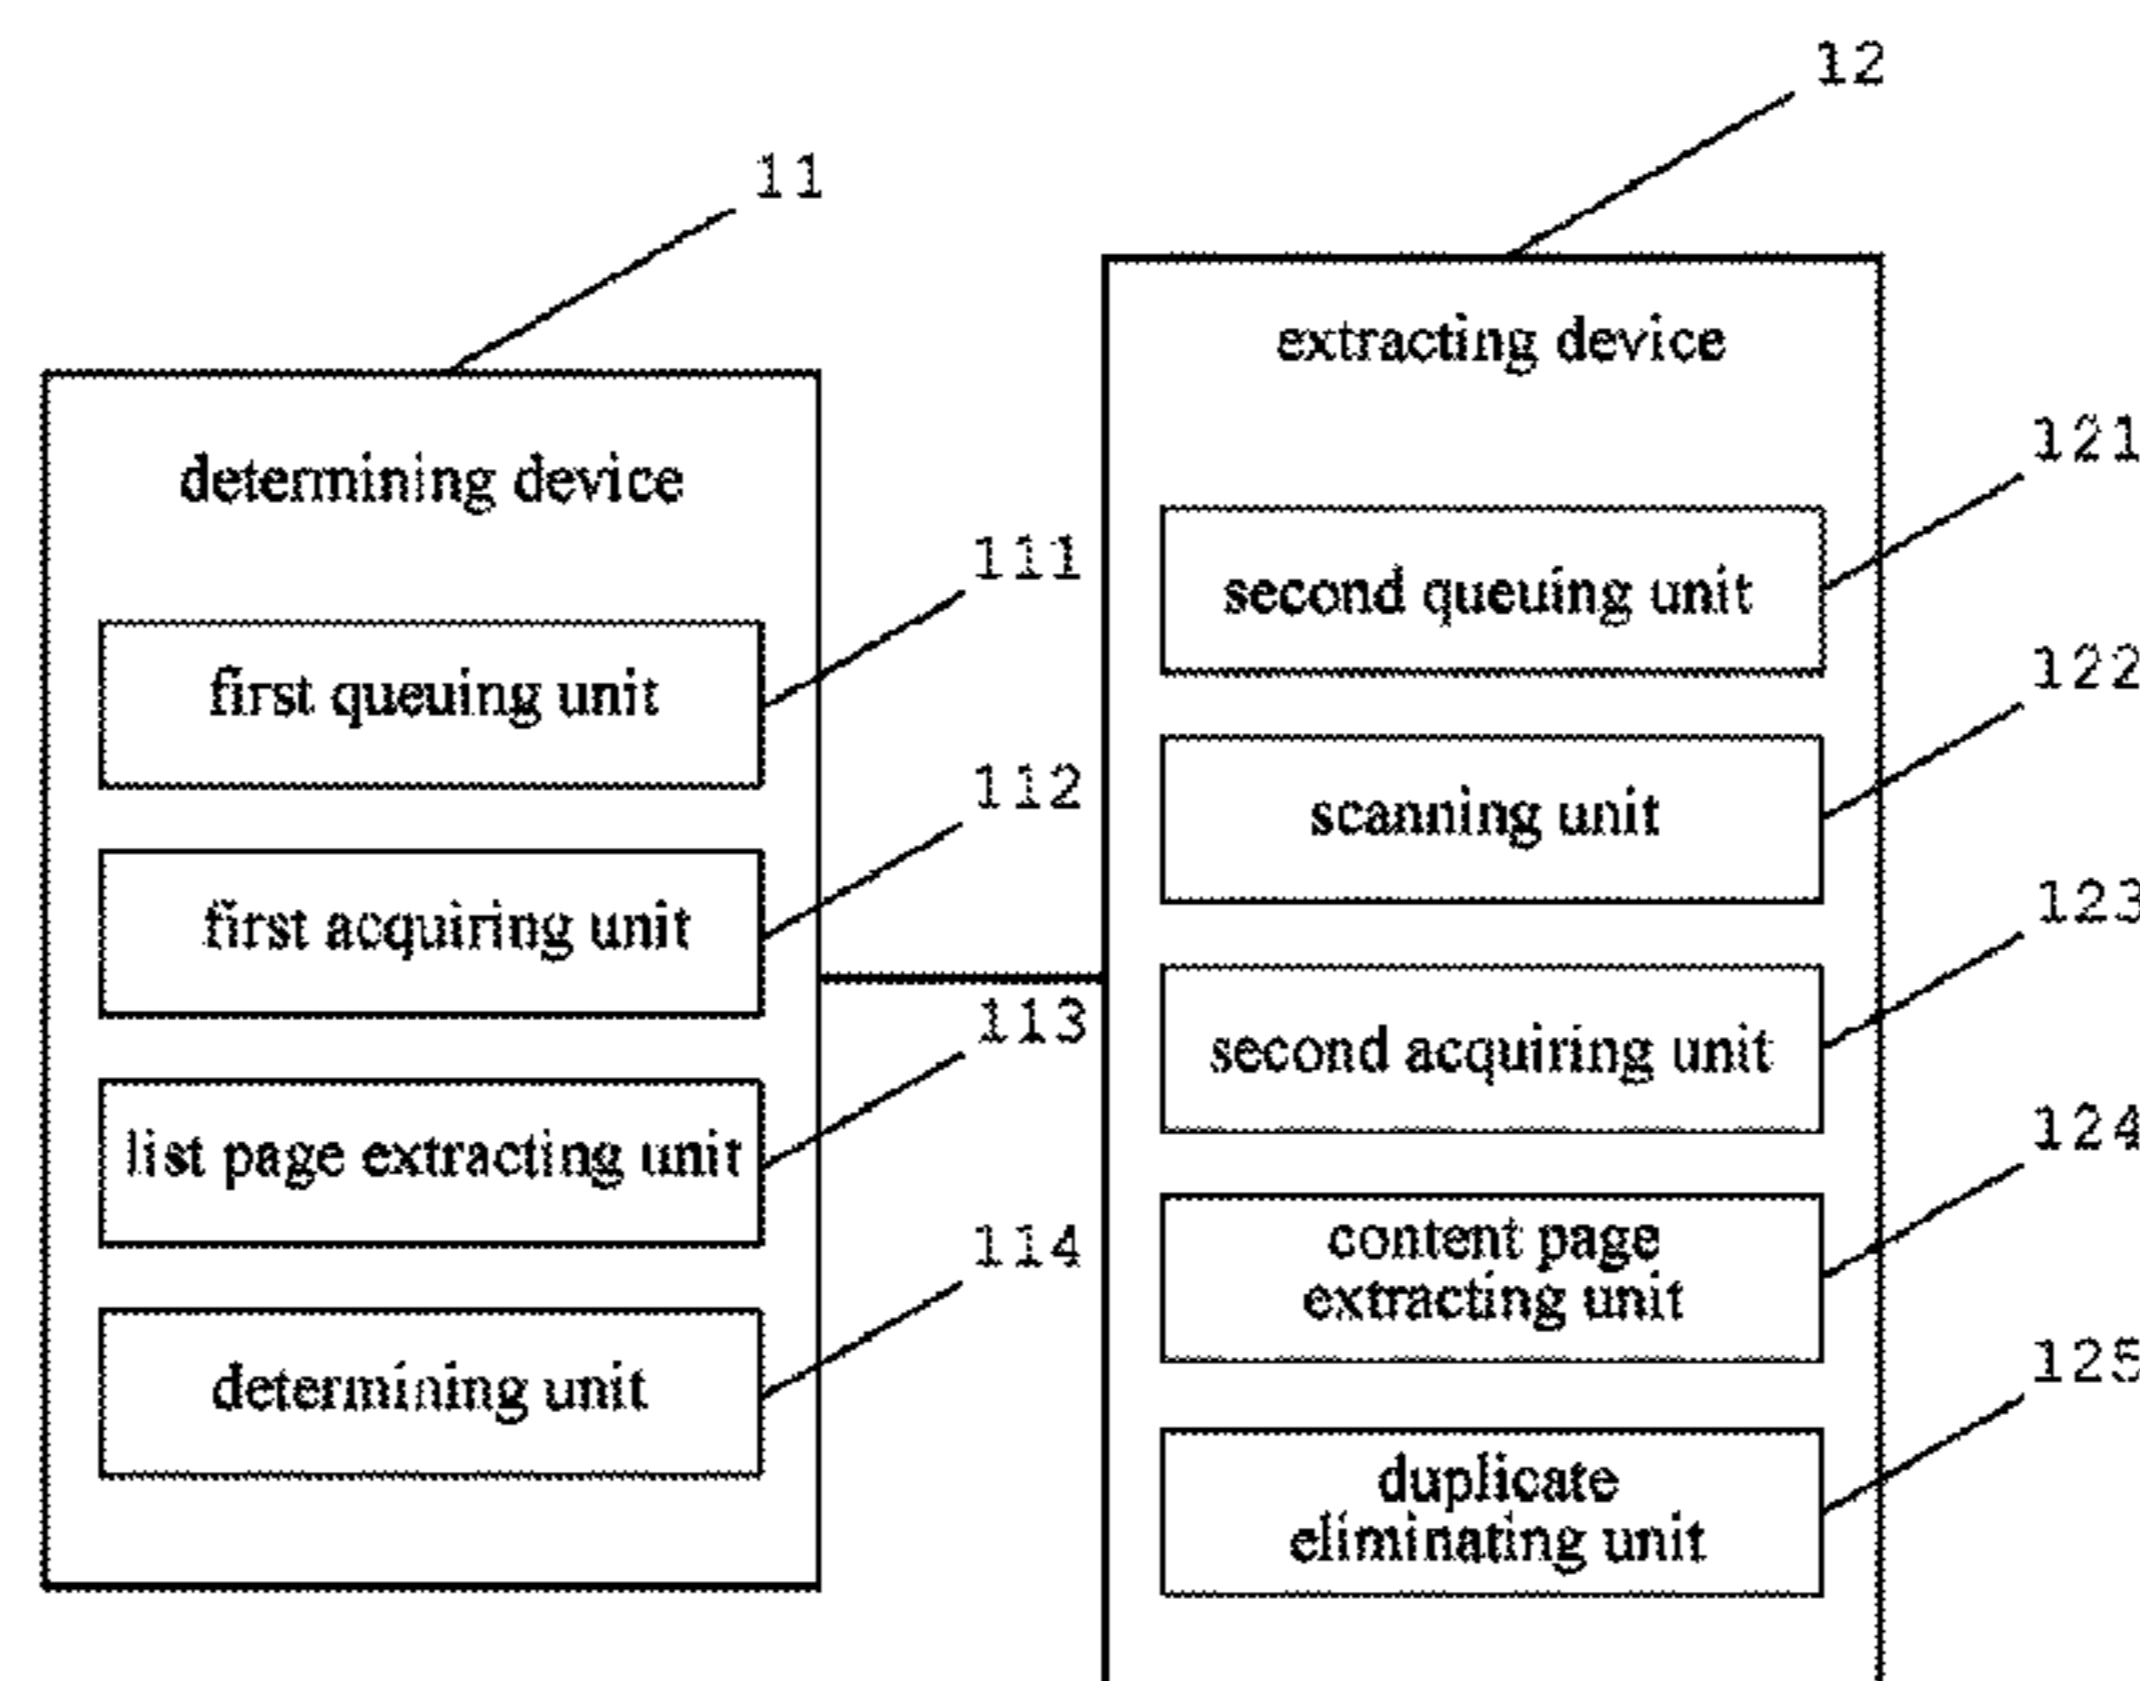 12
11
extracting device
determining device
121
second queuing unit
111
first queuing unit
122
scanning unit
112
first acquiring unit
123
second acquiring unit
113
list page extracting unit
124
content page
extracting unit
114
determining unit
125
duplicate
eliminating unit